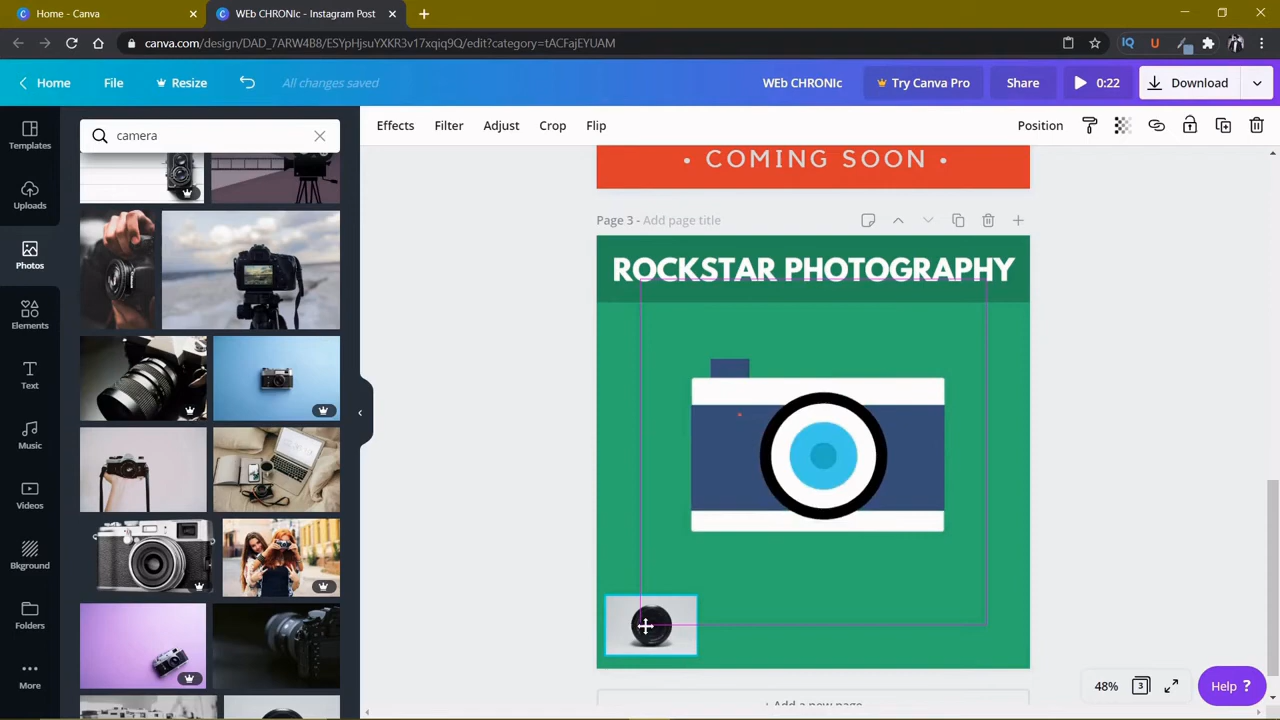 Home - Canva
WEb CHRONIc - Instagram Post
canva.com/design/DAD_7ARW4B8/ESYpHjsuYXKR3v17xqiq9Q/edit?category=tACFajEYUAM
IQ
U
Home
File
Resize
All changes saved
WEb CHRONIc
Try Canva Pro
Share
0:22
Download
Templates
Uploads
Photos
Elements
Text
Music
Videos
Bkground
Folders
More
camera
Effects
Filter
Adjust
Crop
Flip
Position
• COMING SOON •
Page 3 - Add page title
ROCKSTAR PHOTOGRAPHY
+ Add a new page
48%
3
Help ?